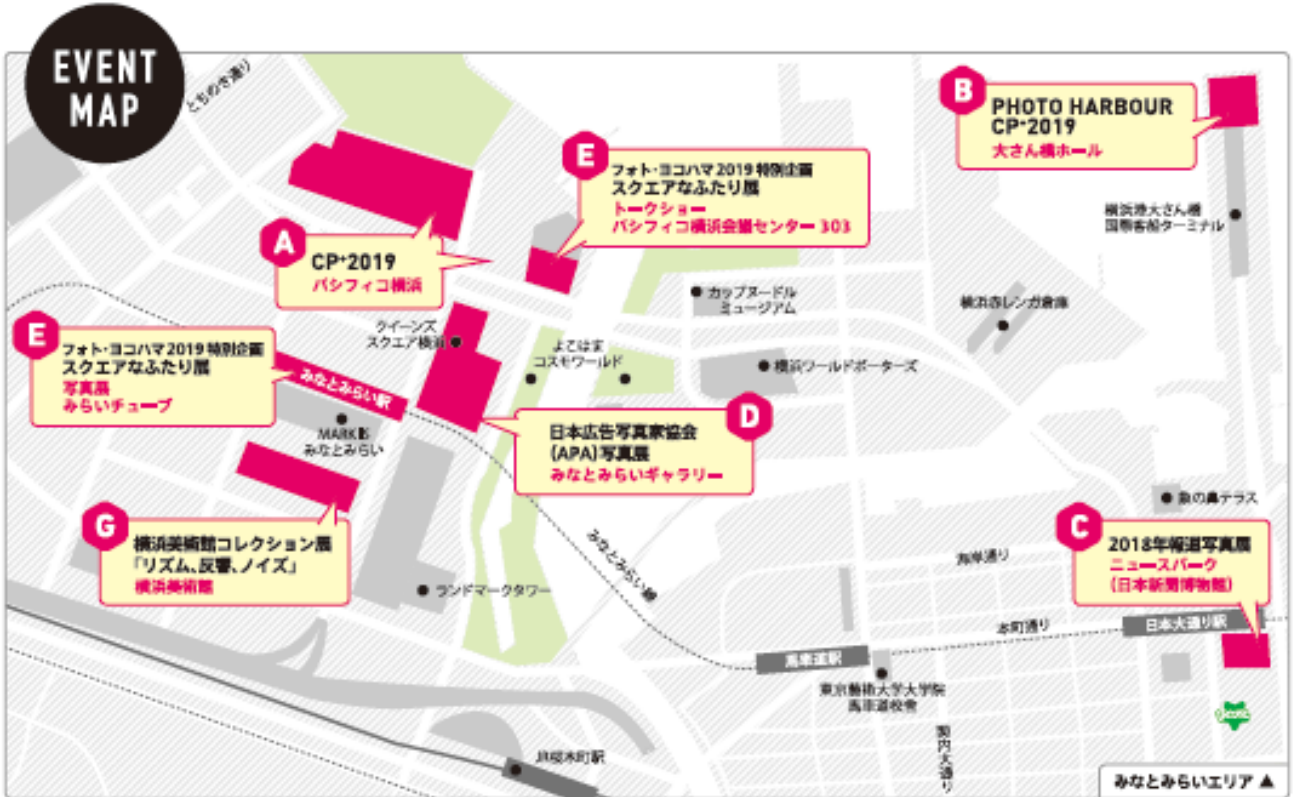 EVENT
MAP
とちのき通り
A
CP+2019
パシフィコ横浜
E
フォト・ヨコハマ2019特別企画
スクエアなふたり展
トークショー
パシフィコ横浜会議センター 303
B
PHOTO HARBOUR
CP+2019
大さん橋ホール
横浜港大さん橋
国際客船ターミナル
カップヌードル
ミュージアム
横浜赤レンガ倉庫
クイーンズ
スクエア横浜
よこはま
コスモワールド
横浜ワールドポーターズ
E
フォト・ヨコハマ2019特別企画
スクエアなふたり展
写真展
みらいチューブ
みなとみらい駅
MARK IS
みなとみらい
D
日本広告写真家協会
(APA)写真展
みなとみらいギャラリー
G
横浜美術館コレクション展
「リズム、反響、ノイズ」
横浜美術館
ランドマークタワー
みなとみらい線
象の鼻テラス
C
2018年報道写真展
ニュースパーク
(日本新聞博物館)
海岸通り
本町通り
日本大通り駅
馬車道駅
東京藝術大学大学院
馬車道校舎
関内大通り
JR桜木町駅
みなとみらいエリア ▲